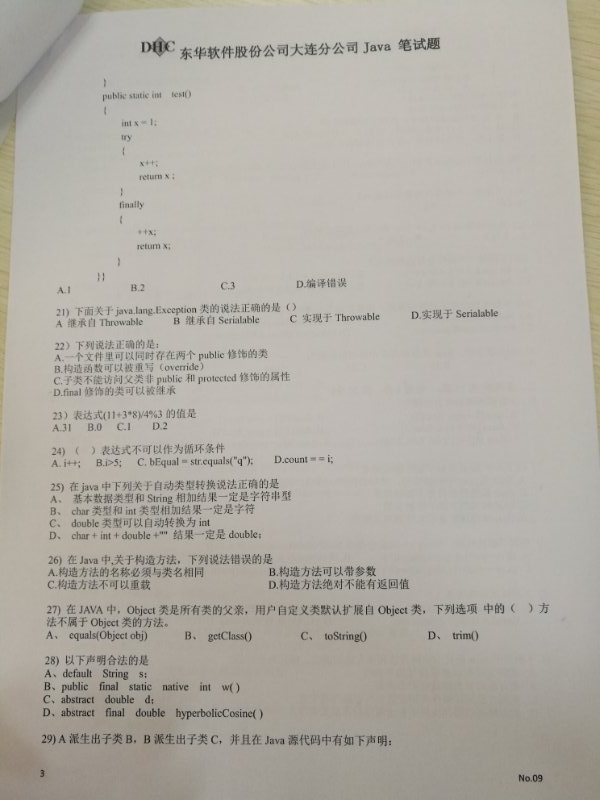 DHC 东华软件股份公司大连分公司 Java 笔试题
}
public static int test()
{
int x = 1;
try
{
x++;
return x ;
}
finally
{
++x;
return x;
}
}}
A.1 B.2 C.3 D.编译错误
21) 下面关于 java.lang.Exception 类的说法正确的是（）
A 继承自 Throwable B 继承自 Serialable C 实现于 Throwable D.实现于 Serialable
22）下列说法正确的是：
A.一个文件里可以同时存在两个 public 修饰的类
B.构造函数可以被重写（override）
C.子类不能访问父类非 public 和 protected 修饰的属性
D.final 修饰的类可以被继承
23）表达式(11+3*8)/4%3 的值是
A.31 B.0 C.1 D.2
24) （ ）表达式不可以作为循环条件
A. i++; B.i>5; C. bEqual = str.equals("q"); D.count = = i;
25) 在 java 中下列关于自动类型转换说法正确的是
A、 基本数据类型和 String 相加结果一定是字符串型
B、 char 类型和 int 类型相加结果一定是字符
C、 double 类型可以自动转换为 int
D、 char + int + double +"" 结果一定是 double；
26) 在 Java 中,关于构造方法，下列说法错误的是
A.构造方法的名称必须与类名相同 B.构造方法可以带参数
C.构造方法不可以重载 D.构造方法绝对不能有返回值
27) 在 JAVA 中，Object 类是所有类的父亲，用户自定义类默认扩展自 Object 类，下列选项 中的（ ）方
法不属于 Object 类的方法。
A、 equals(Object obj) B、 getClass() C、 toString() D、 trim()
28) 以下声明合法的是
A、default String s;
B、public final static native int w( )
C、abstract double d;
D、abstract final double hyperbolicCosine( )
29) A 派生出子类 B，B 派生出子类 C，并且在 Java 源代码中有如下声明：
3 No.09